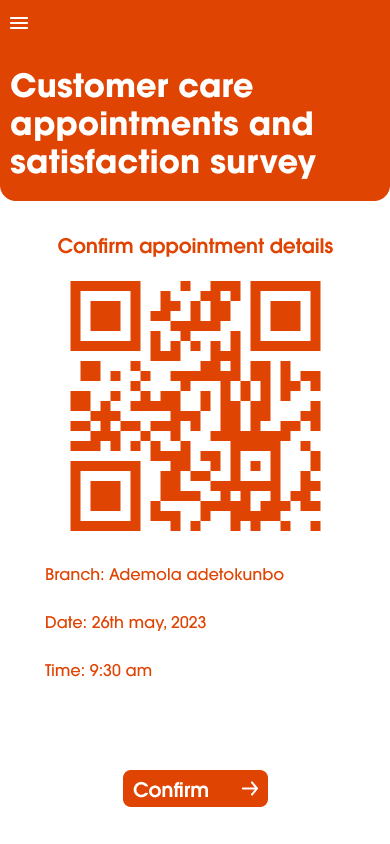 Customer care
appointments and
satisfaction survey
Confirm appointment details
Branch: Ademola adetokunbo
Date: 26th may, 2023
Time: 9:30 am
Confirm